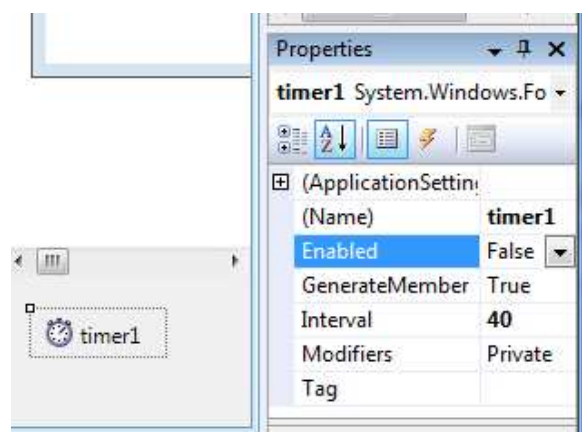 Properties
timer1 System.Windows.Fo
(ApplicationSettin
(Name) timer1
Enabled False
GenerateMember True
Interval 40
Modifiers Private
Tag
timer1